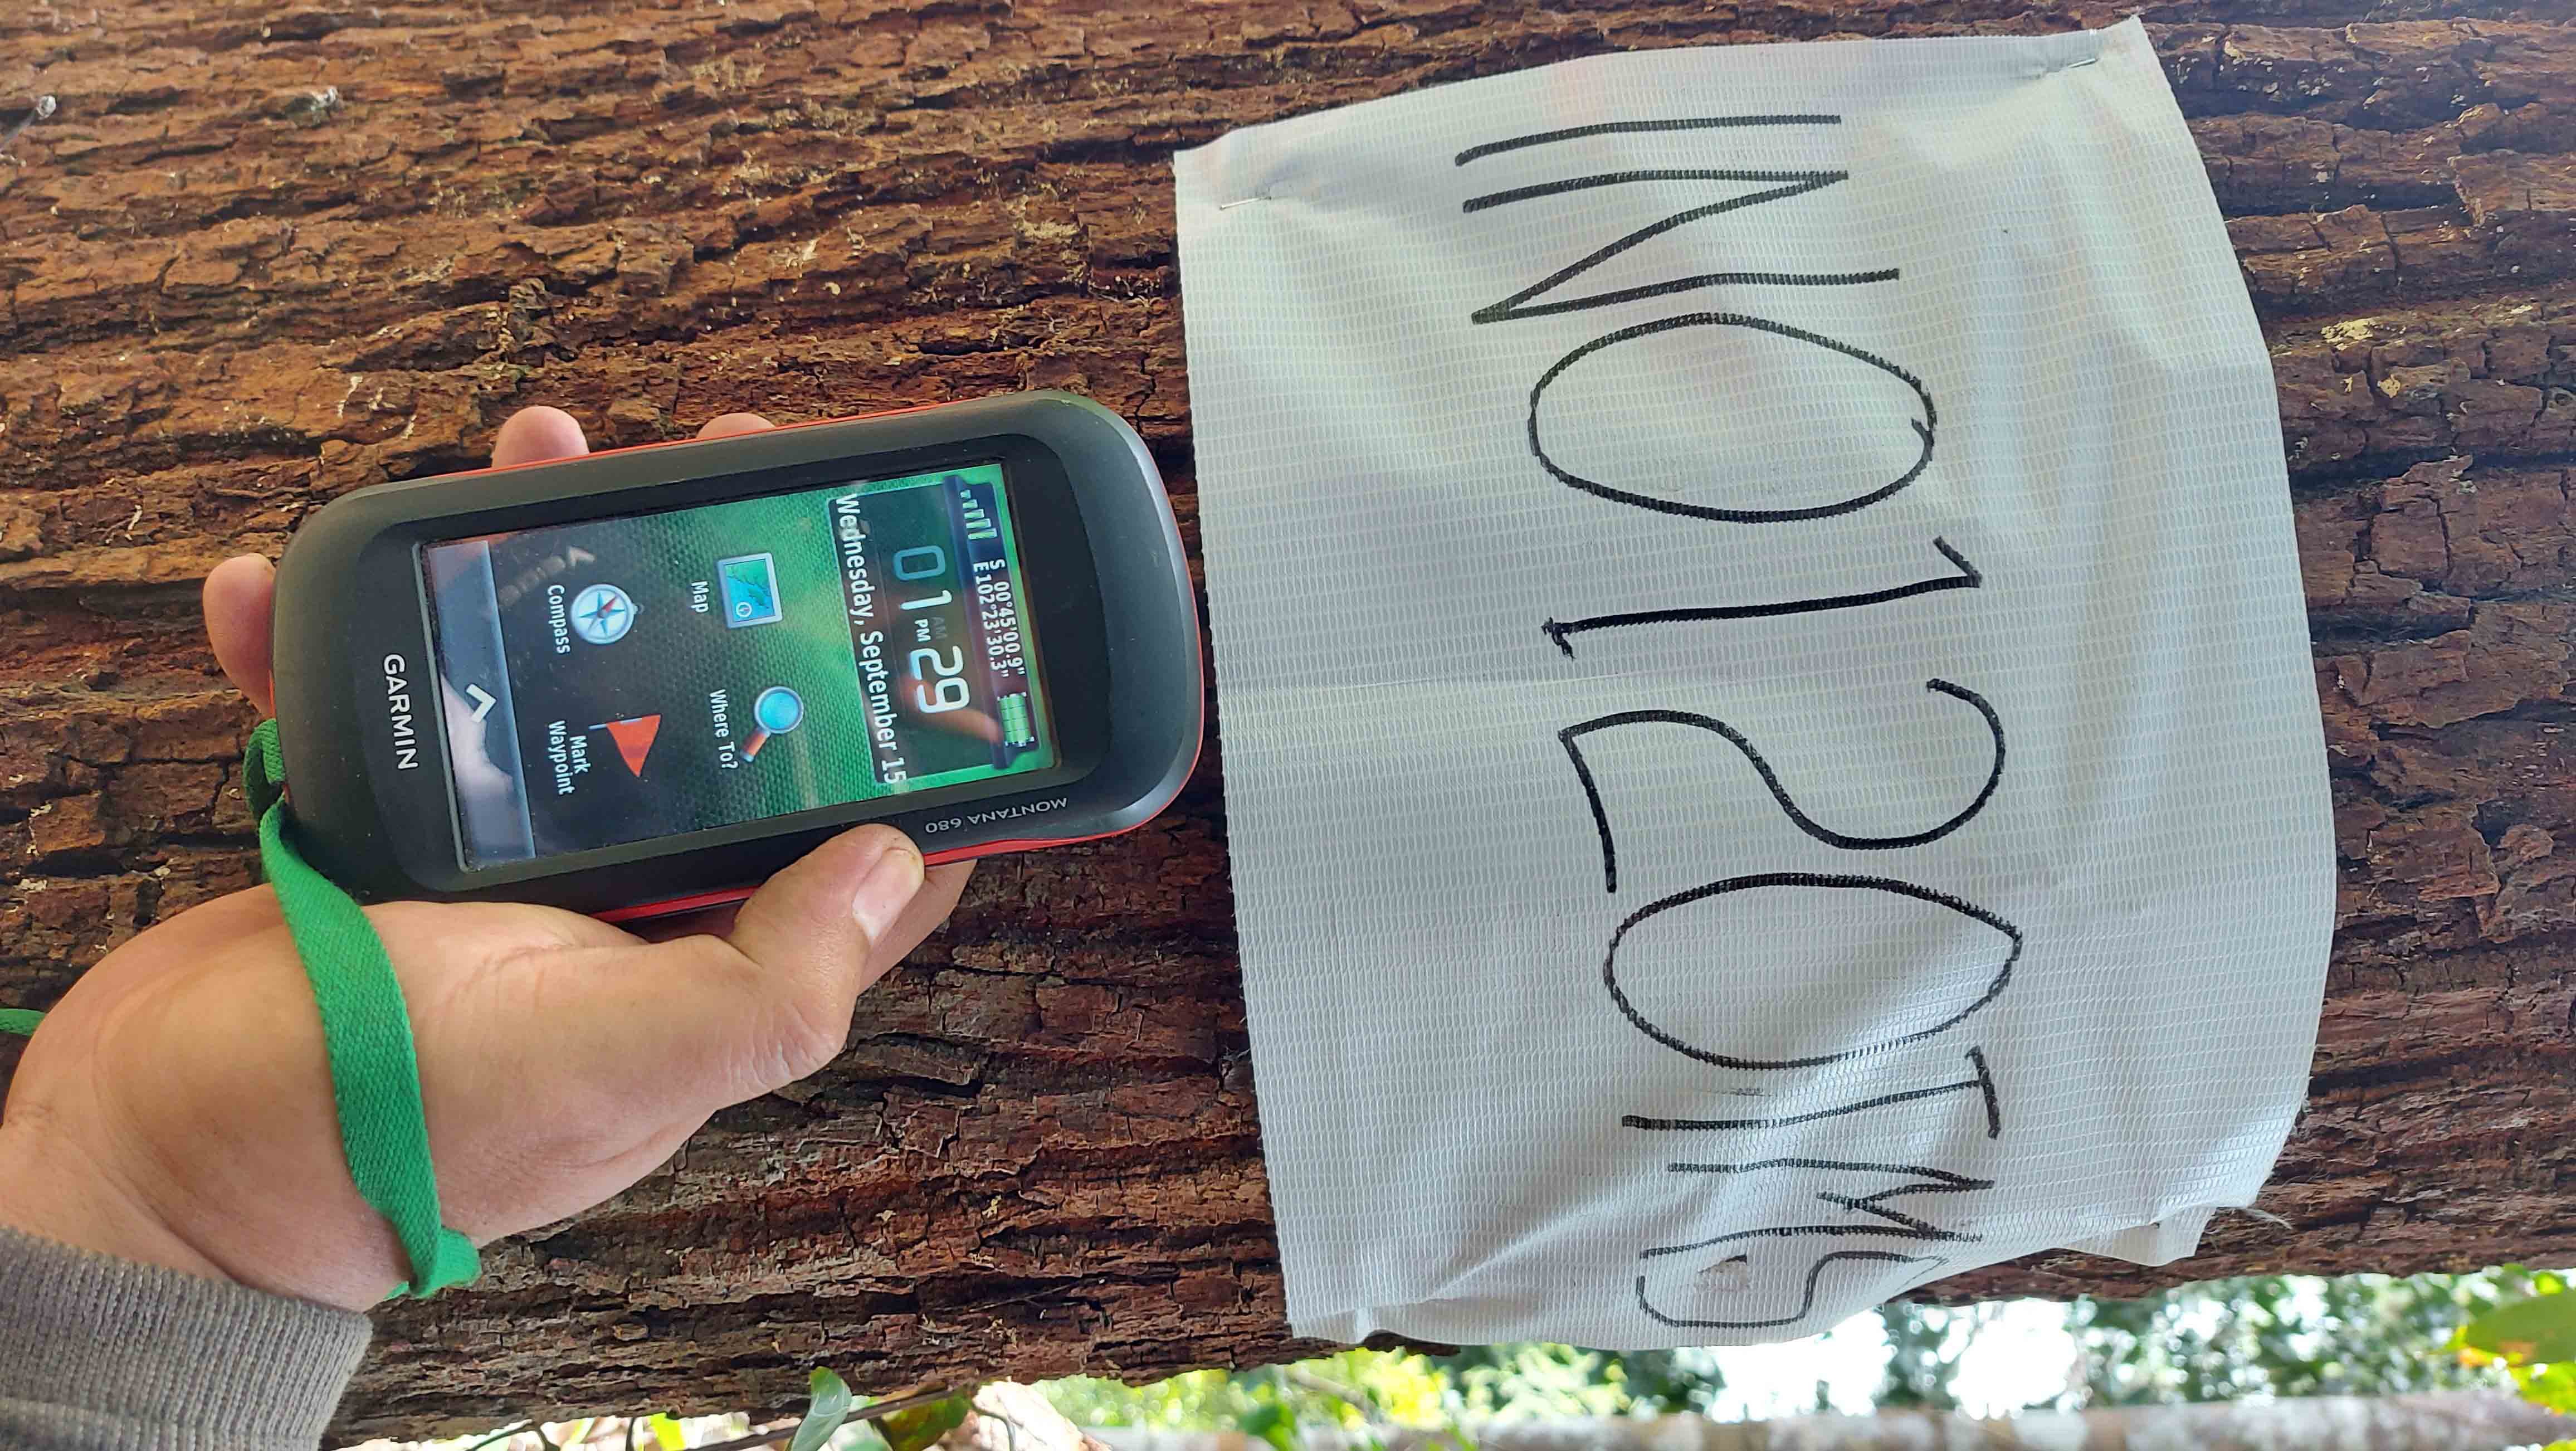 INO120TMS
S 00°45'00.9"
E102°23'30.3"
01 AM PM 29
Wednesday, September 15
Map
Where To?
Compass
Mark
Waypoint
GARMIN
MONTANA 680